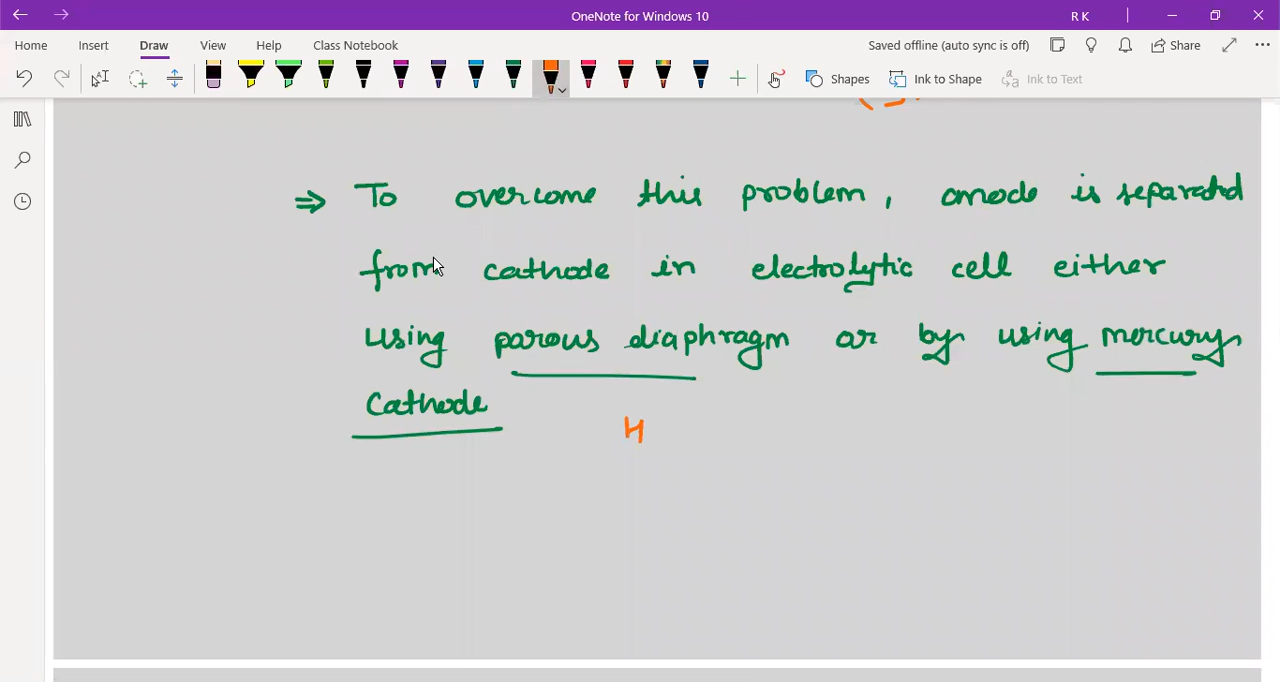 OneNote for Windows 10
R K
Home Insert Draw View Help Class Notebook
Saved offline (auto sync is off) Share
Shapes Ink to Shape Ink to Text
⇒ To overcome this problem, anode is separated
from cathode in electrolytic cell either
using porous diaphragm or by using mercury
Cathode
H